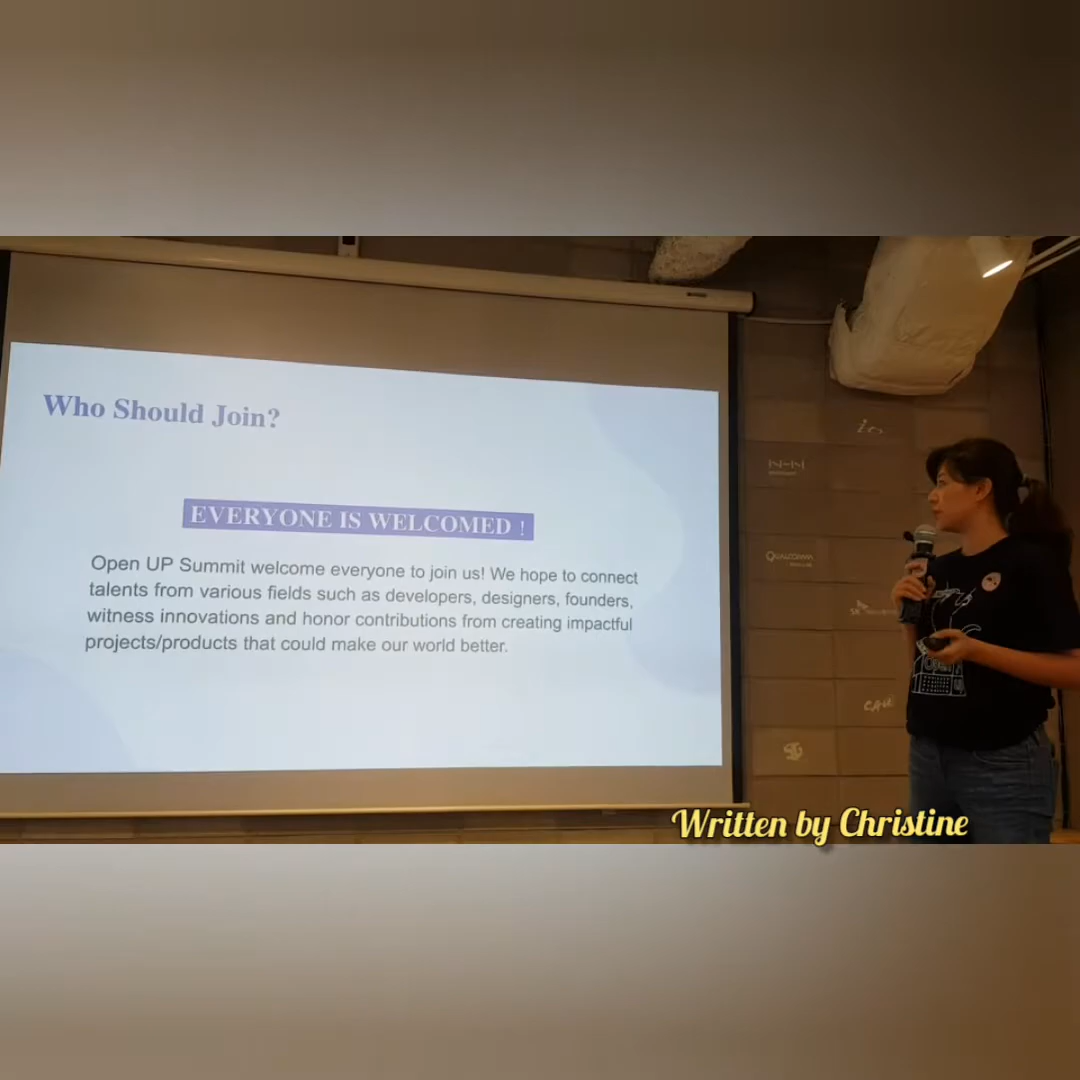 Who Should Join?
EVERYONE IS WELCOMED !
Open UP Summit welcome everyone to join us! We hope to connect
talents from various fields such as developers, designers, founders,
witness innovations and honor contributions from creating impactful
projects/products that could make our world better.
QUALCOMM
Written by Christine